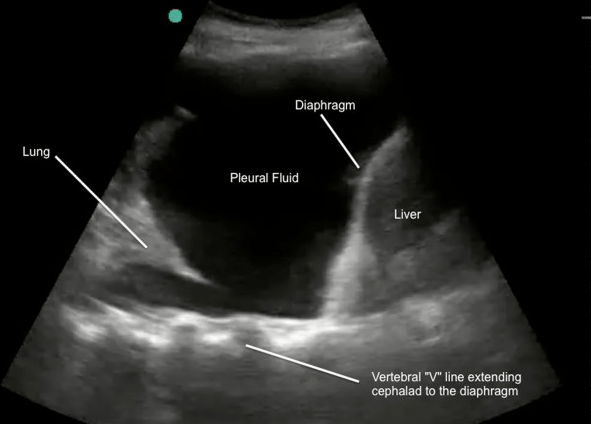 Diaphragm
Lung
Pleural Fluid
Liver
Vertebral "V" line extending
cephalad to the diaphragm